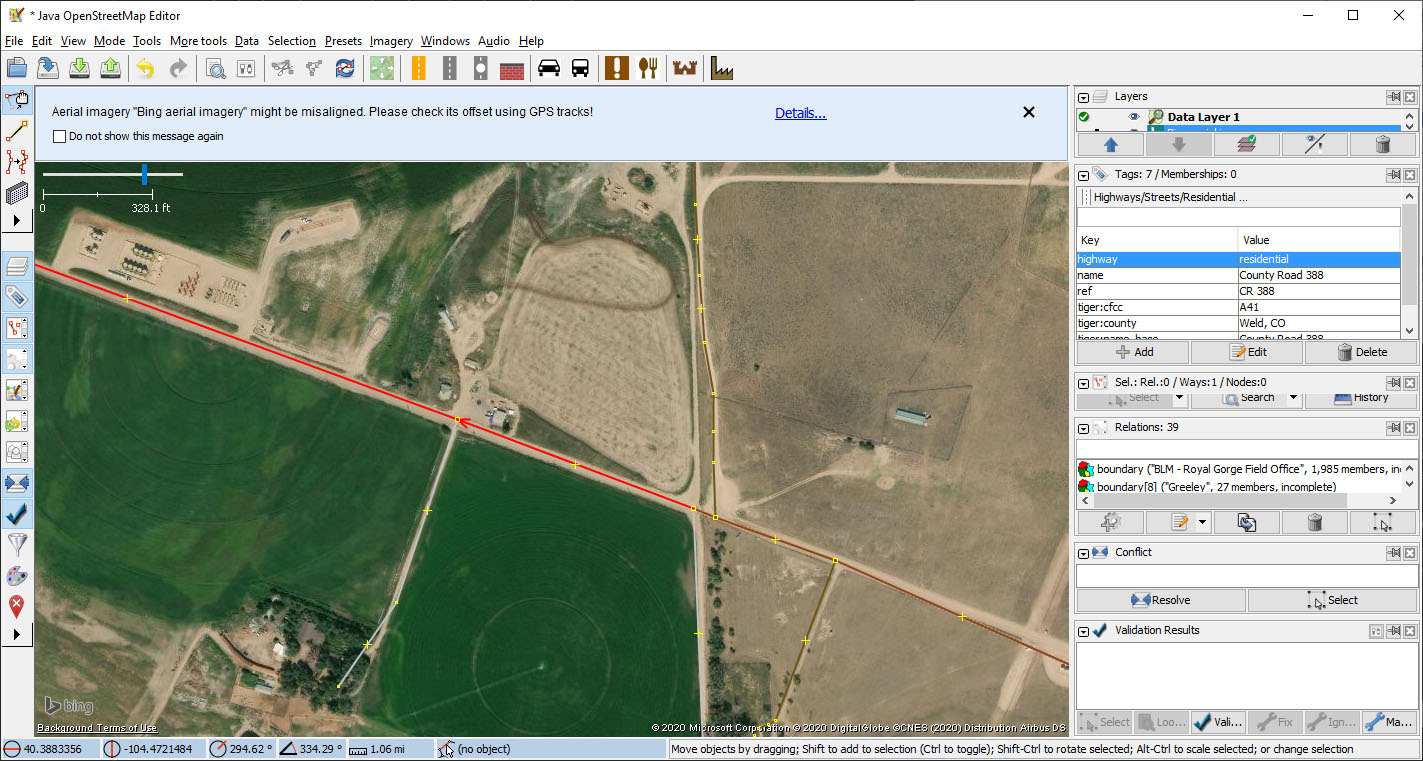 * Java OpenStreetMap Editor
File Edit View Mode Tools More tools Data Selection Presets Imagery Windows Audio Help
Aerial imagery "Bing aerial imagery" might be misaligned. Please check its offset using GPS tracks!
Details...
Do not show this message again
0 328.1 ft
bing
Background Terms of Use
© 2020 Microsoft Corporation © 2020 DigitalGlobe ©CNES (2020) Distribution Airbus DS
Layers
Data Layer 1
Tags: 7 / Memberships: 0
Highways/Streets/Residential ...
Key Value
highway residential
name County Road 388
ref CR 388
tiger:cfcc A41
tiger:county Weld, CO
tiger:name_base County Road 388
Add Edit Delete
Sel.: Rel.:0 / Ways:1 / Nodes:0
Select Search History
Relations: 39
boundary ("BLM - Royal Gorge Field Office", 1,985 members, in
boundary[8] ("Greeley", 27 members, incomplete)
Conflict
Resolve Select
Validation Results
Select Loo... Vali... Fix Ign... Ma...
40.3883356 -104.4721484 294.62 ° 334.29 ° 1.06 mi (no object)
Move objects by dragging; Shift to add to selection (Ctrl to toggle); Shift-Ctrl to rotate selected; Alt-Ctrl to scale selected; or change selection